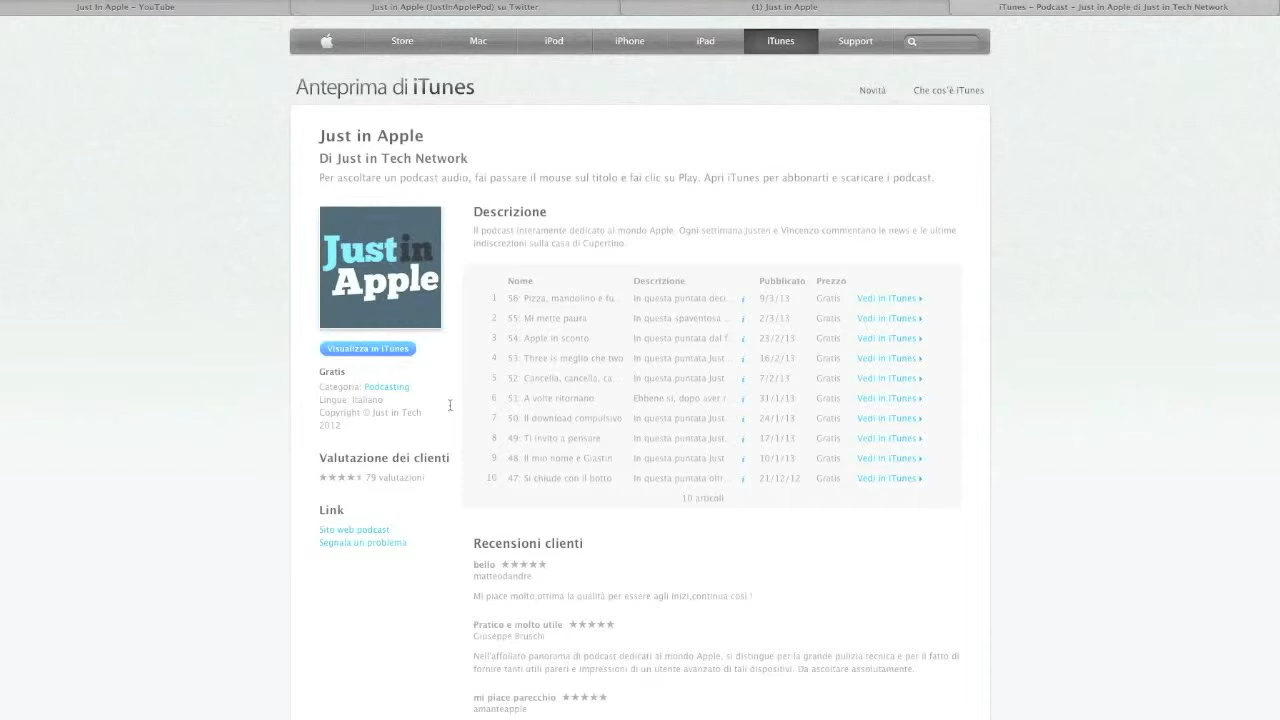 Just In Apple – YouTube
Just in Apple (JustInApplePod) su Twitter
(1) Just in Apple
iTunes – Podcast – Just in Apple di Just in Tech Network
Store Mac iPod iPhone iPad iTunes Support
Anteprima di iTunes
Novità Che cos'è iTunes
Just in Apple
Di Just in Tech Network
Per ascoltare un podcast audio, fai passare il mouse sul titolo e fai clic su Play. Apri iTunes per abbonarti e scaricare i podcast.
Just in
Apple
Visualizza in iTunes
Gratis
Categoria: Podcasting
Lingue: Italiano
Copyright © Just in Tech
2012
Valutazione dei clienti
79 valutazioni
Link
Sito web podcast
Segnala un problema
Descrizione
Il podcast interamente dedicato al mondo Apple. Ogni settimana Justen e Vincenzo commentano le news e le ultime
indiscrezioni sulla casa di Cupertino.
Nome Descrizione Pubblicato Prezzo
1 56: Pizza, mandolino e fu... In questa puntata deci... i 9/3/13 Gratis Vedi in iTunes
2 55: Mi mette paura In questa spaventosa ... i 2/3/13 Gratis Vedi in iTunes
3 54: Apple in sconto In questa puntata dal f... i 23/2/13 Gratis Vedi in iTunes
4 53: Three is meglio che two In questa puntata Just... i 16/2/13 Gratis Vedi in iTunes
5 52: Cancella, cancella, ca... In questa puntata Just... i 7/2/13 Gratis Vedi in iTunes
6 51: A volte ritornano Ebbene si, dopo aver r... i 31/1/13 Gratis Vedi in iTunes
7 50: Il download compulsivo In questa puntata Just... i 24/1/13 Gratis Vedi in iTunes
8 49: Ti invito a pensare In questa puntata Just... i 17/1/13 Gratis Vedi in iTunes
9 48: Il mio nome è Giastin In questa puntata Just... i 10/1/13 Gratis Vedi in iTunes
10 47: Si chiude con il botto In questa puntata oltr... i 21/12/12 Gratis Vedi in iTunes
10 articoli
Recensioni clienti
bello ★★★★★
matteodandre
Mi piace molto,ottima la qualità per essere agli inizi,continua così !
Pratico e molto utile ★★★★★
Giuseppe Bruschi
Nell'affollato panorama di podcast dedicati al mondo Apple, si distingue per la grande pulizia tecnica e per il fatto di
fornire tanti utili pareri e impressioni di un utente avanzato di tali dispositivi. Da ascoltare assolutamente.
mi piace parecchio ★★★★★
amanteapple